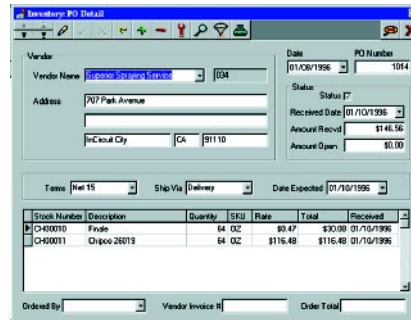 Inventory: PO Detail
Vendor
Date
PO Number
Vendor Name Superior Spraying Service 034
01/08/1996
1014
Status
Status
Address 707 Park Avenue
Received Date 01/10/1996
Amount Recvd $146.56
InCircuit City CA 91110
Amount Open $0.00
Terms Net 15 Ship Via Delivery Date Expected 01/10/1996
Stock Number Description Quantity SKU Rate Total Received
CH00010 Finale 64 OZ $0.47 $30.08 01/10/1996
CH00011 Chipco 26019 64 OZ $116.48 $116.48 01/10/1996
Ordered By Vendor Invoice # Order Total